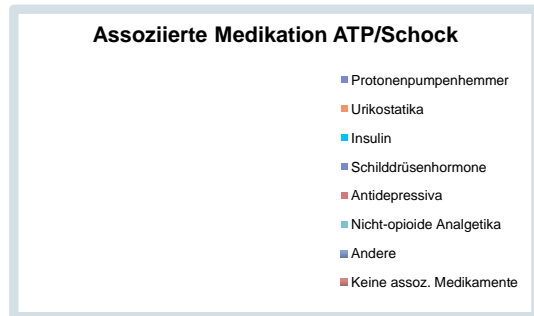 Assoziierte Medikation ATP/Schock
Protonenpumpenhemmer
Urikostatika
Insulin
Schilddrüsenhormone
Antidepressiva
Nicht-opioide Analgetika
Andere
Keine assoz. Medikamente